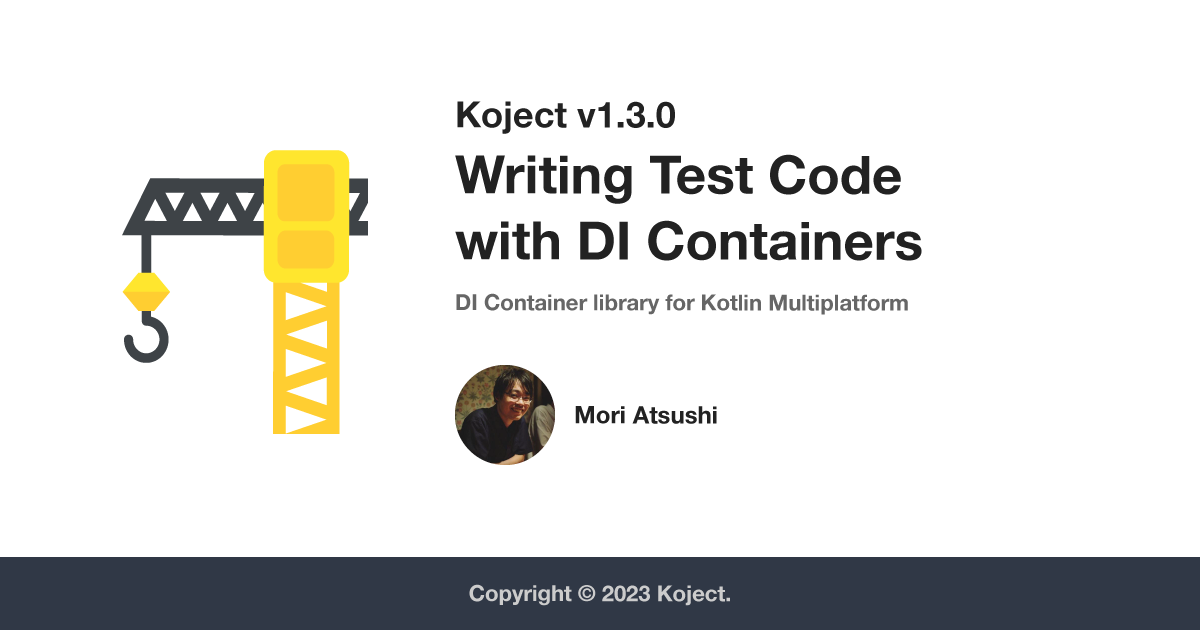 Koject v1.3.0
Writing Test Code
with DI Containers
DI Container library for Kotlin Multiplatform
Mori Atsushi
Copyright © 2023 Koject.